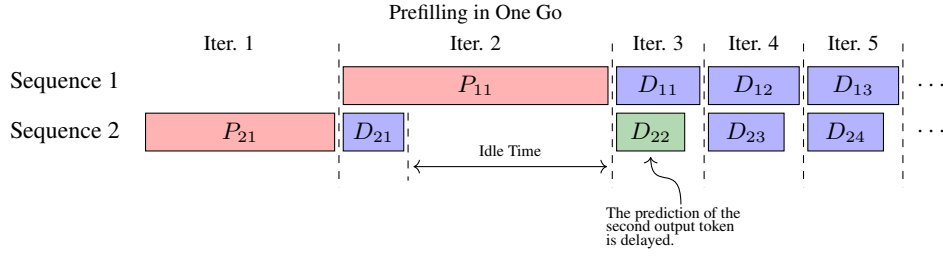 Prefilling in One Go
Iter. 1 Iter. 2 Iter. 3 Iter. 4 Iter. 5
Sequence 1 P₁₁ D₁₁ D₁₂ D₁₃ ...
Sequence 2 P₂₁ D₂₁ D₂₂ D₂₃ D₂₄ ...
Idle Time
The prediction of the
second output token
is delayed.